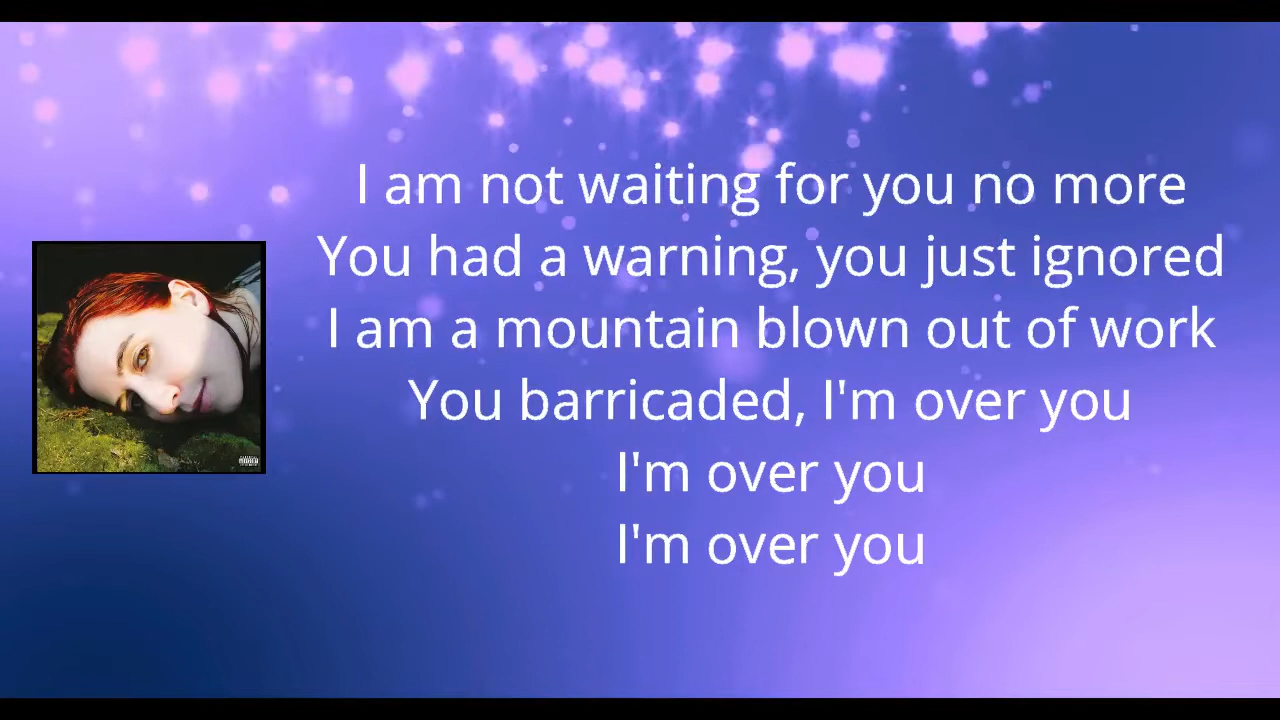 I am not waiting for you no more
You had a warning, you just ignored
I am a mountain blown out of work
You barricaded, I'm over you
I'm over you
I'm over you